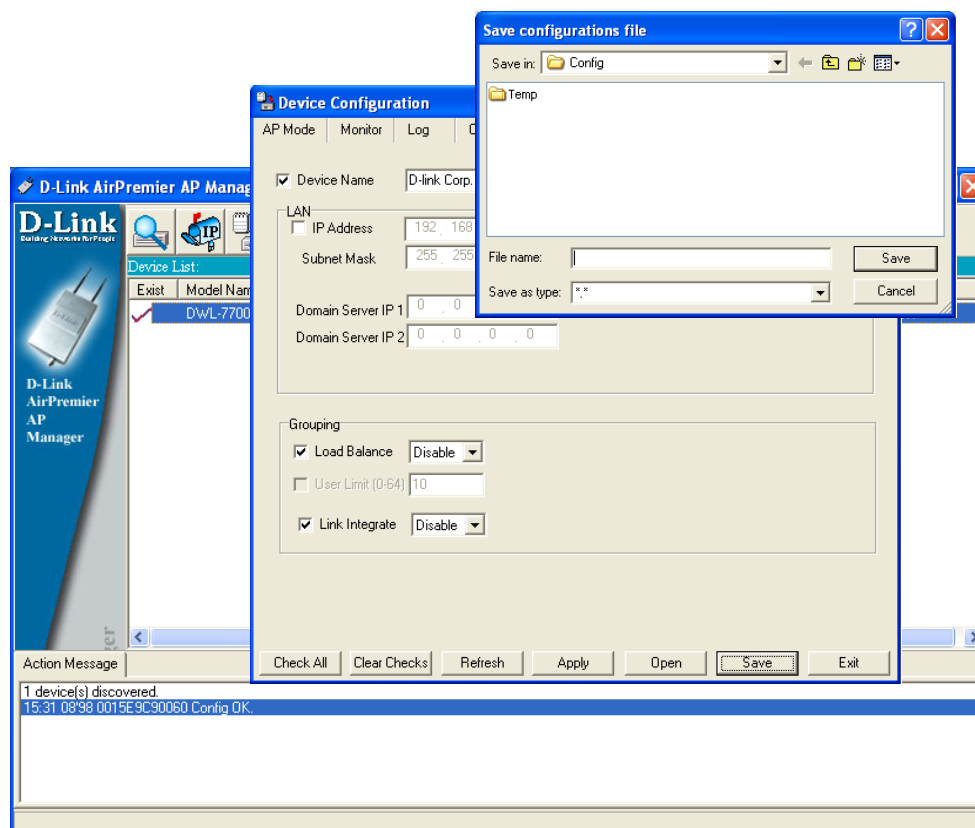 Save configurations file
Save in: Config
Temp
File name:
Save
Save as type: *.*
Cancel
Device Configuration
AP Mode Monitor Log
Device Name D-link Corp.
LAN
IP Address 192 . 168
Subnet Mask 255 . 255
Domain Server IP 1 0 . 0
Domain Server IP 2 0 . 0 . 0 . 0
Grouping
Load Balance Disable
User Limit (0-64) 10
Link Integrate Disable
Check All Clear Checks Refresh Apply Open Save Exit
D-Link AirPremier AP Manag
D-Link
Building Networks for People
IP
Device List:
Exist Model Nam
DWL-7700
D-Link
AirPremier
AP
Manager
Action Message
1 device(s) discovered.
15:31 08'98 0015E9C90060 Config OK.